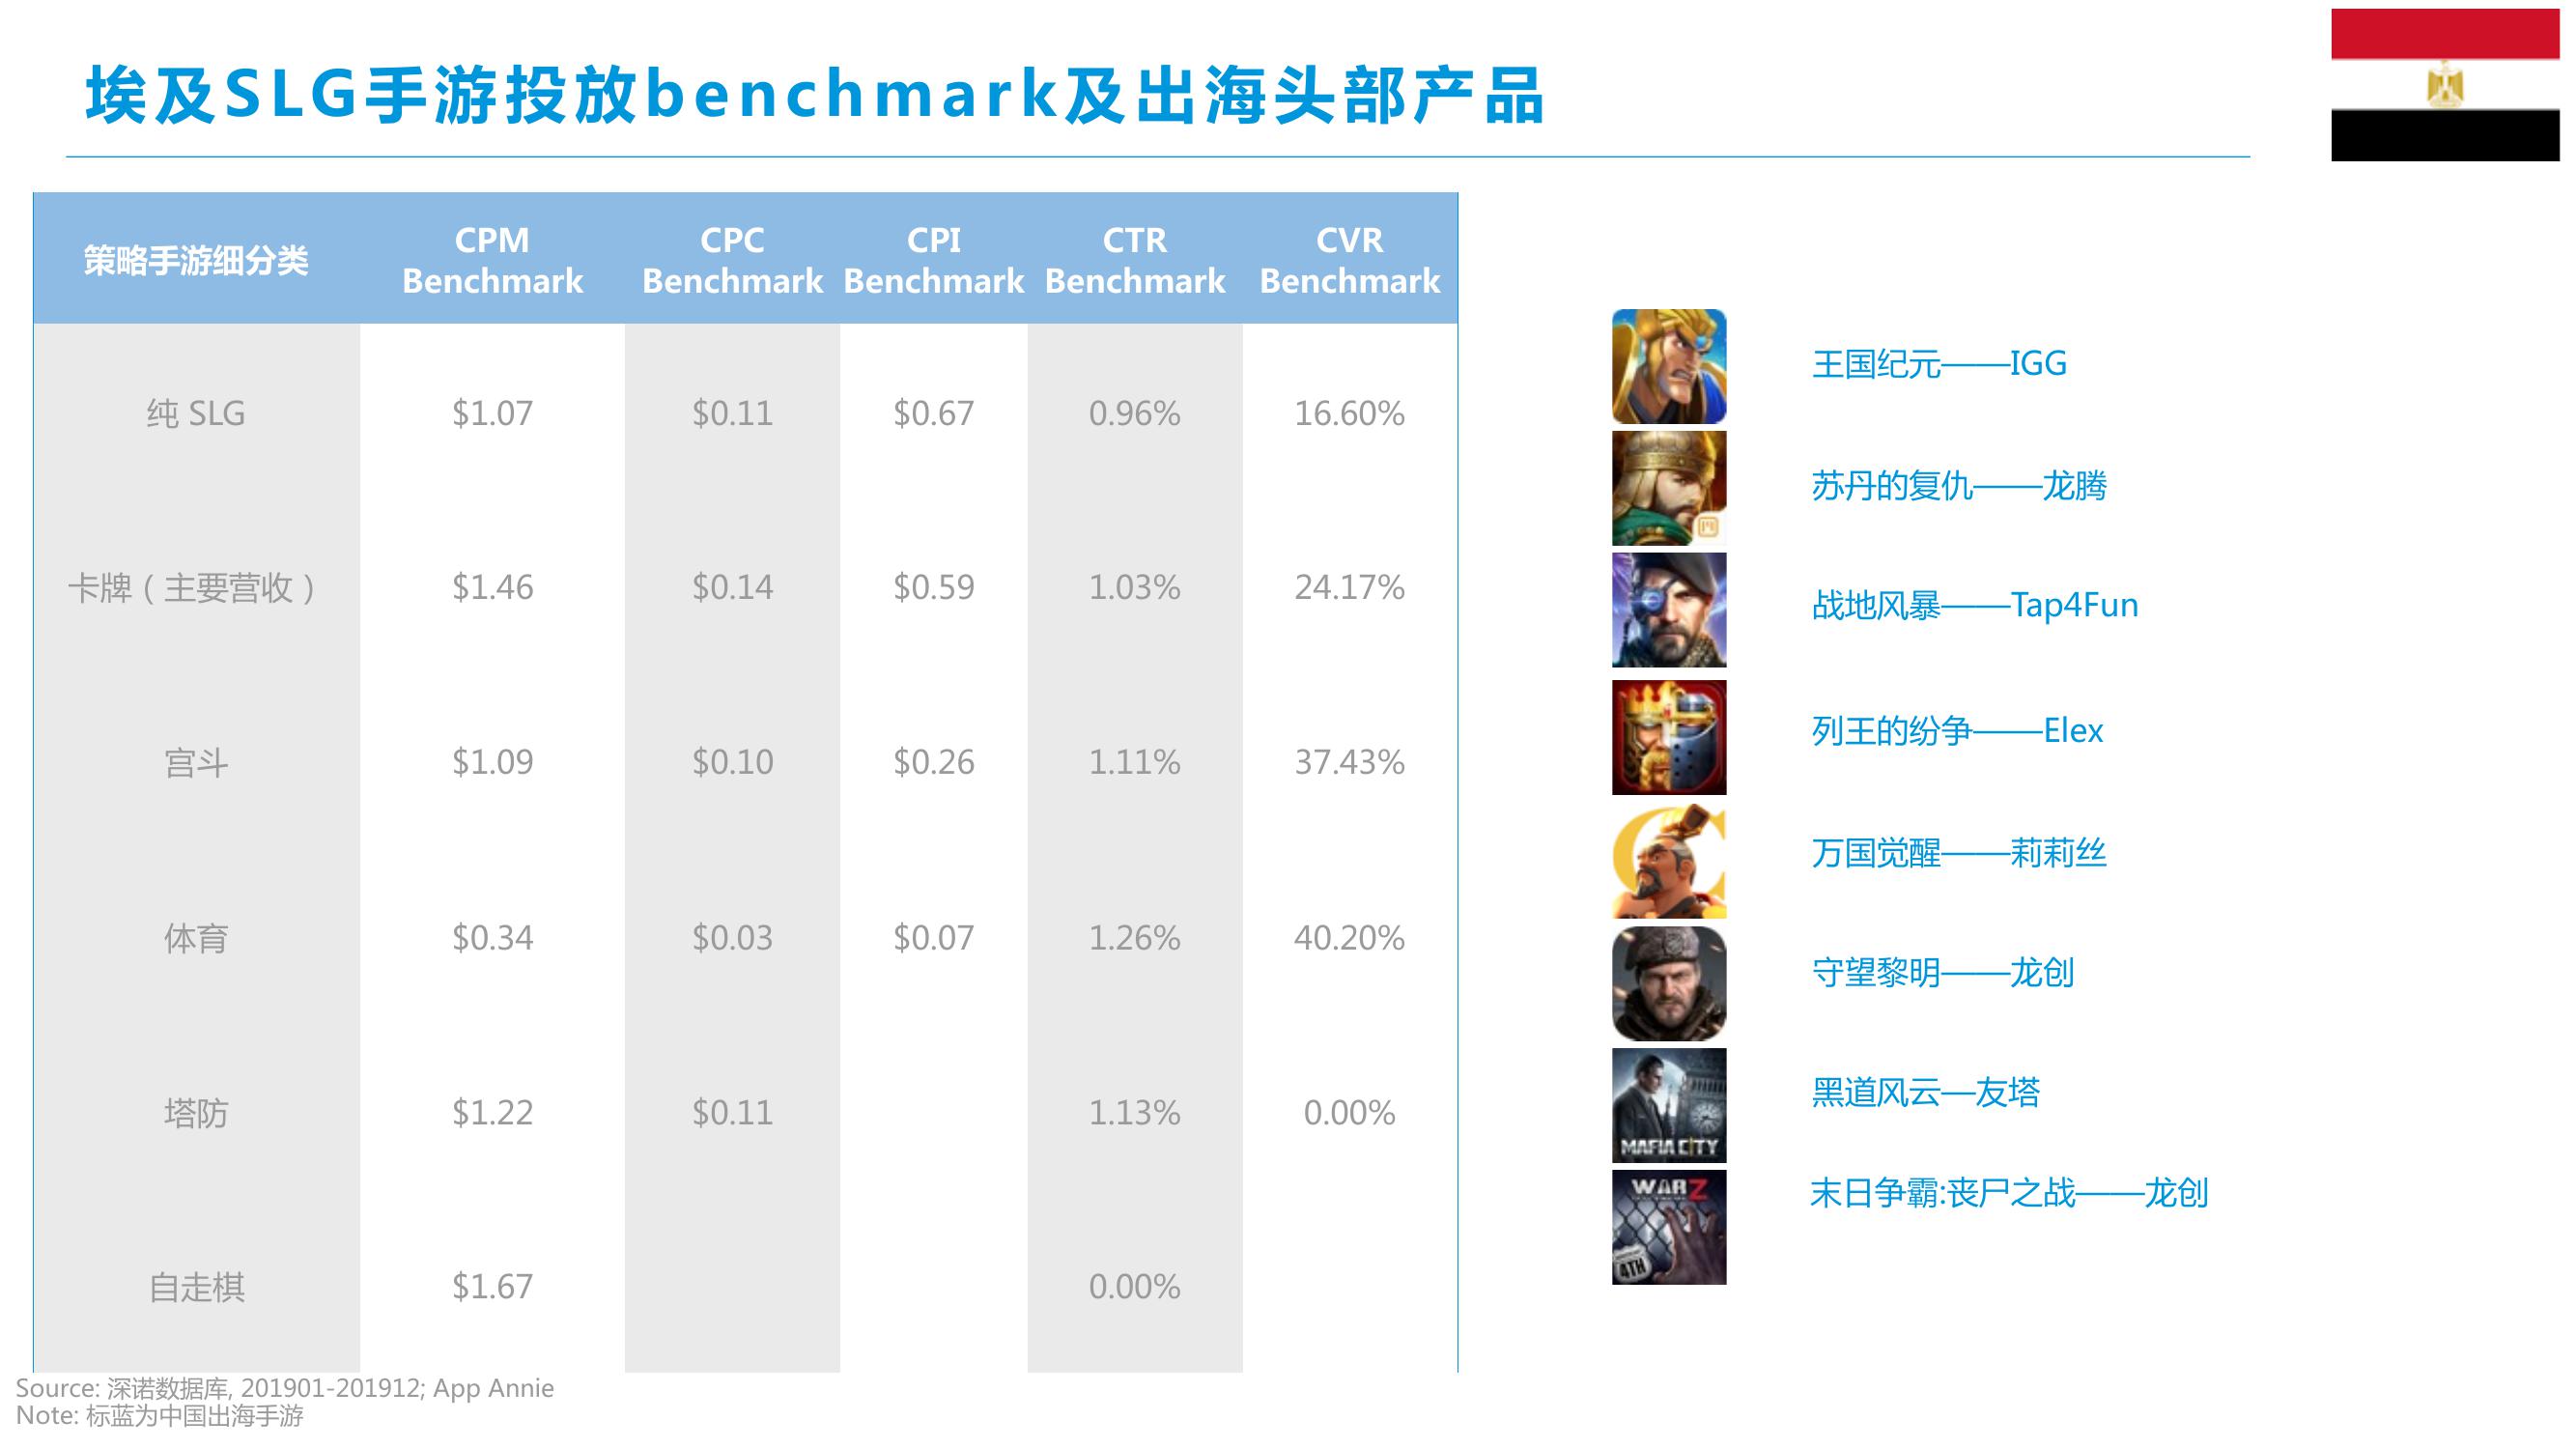 埃及SLG手游投放benchmark及出海头部产品
策略手游细分类 CPM Benchmark CPC Benchmark CPI Benchmark CTR Benchmark CVR Benchmark
纯 SLG $1.07 $0.11 $0.67 0.96% 16.60%
卡牌（主要营收） $1.46 $0.14 $0.59 1.03% 24.17%
宫斗 $1.09 $0.10 $0.26 1.11% 37.43%
体育 $0.34 $0.03 $0.07 1.26% 40.20%
塔防 $1.22 $0.11 1.13% 0.00%
自走棋 $1.67 0.00%
王国纪元——IGG
苏丹的复仇——龙腾
战地风暴——Tap4Fun
列王的纷争——Elex
万国觉醒——莉莉丝
守望黎明——龙创
MAFIA CITY
黑道风云—友塔
WAR Z
4TH
末日争霸:丧尸之战——龙创
Source: 深诺数据库, 201901-201912; App Annie
Note: 标蓝为中国出海手游